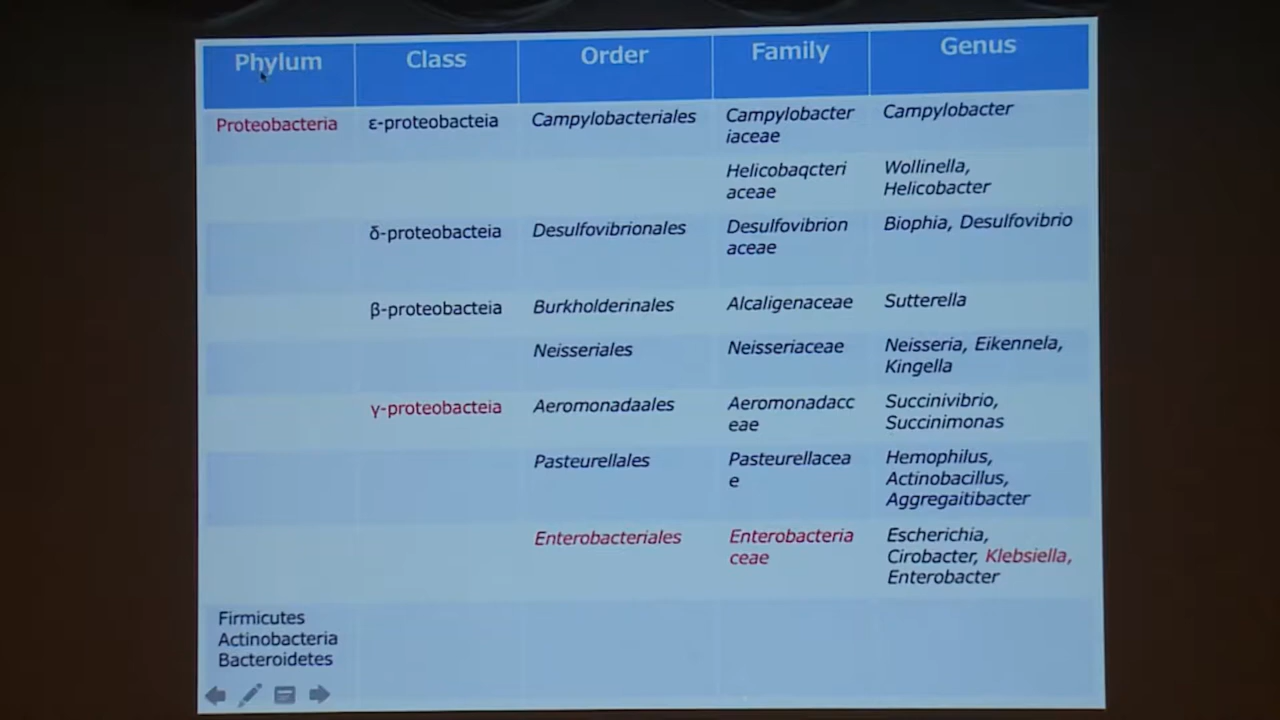 Phylum Class Order Family Genus
Proteobacteria ε-proteobacteia Campylobacteriales Campylobacter Campylobacter
iaceae
Helicobaqcteri Wollinella,
aceae Helicobacter
δ-proteobacteia Desulfovibrionales Desulfovibrion Biophia, Desulfovibrio
aceae
β-proteobacteia Burkholderinales Alcaligenaceae Sutterella
Neisseriales Neisseriaceae Neisseria, Eikennela,
Kingella
γ-proteobacteia Aeromonadaales Aeromonadacc Succinivibrio,
eae Succinimonas
Pasteurellales Pasteurellacea Hemophilus,
e Actinobacillus,
Aggregaitibacter
Enterobacteriales Enterobacteria Escherichia,
ceae Cirobacter, Klebsiella,
Enterobacter
Firmicutes
Actinobacteria
Bacteroidetes